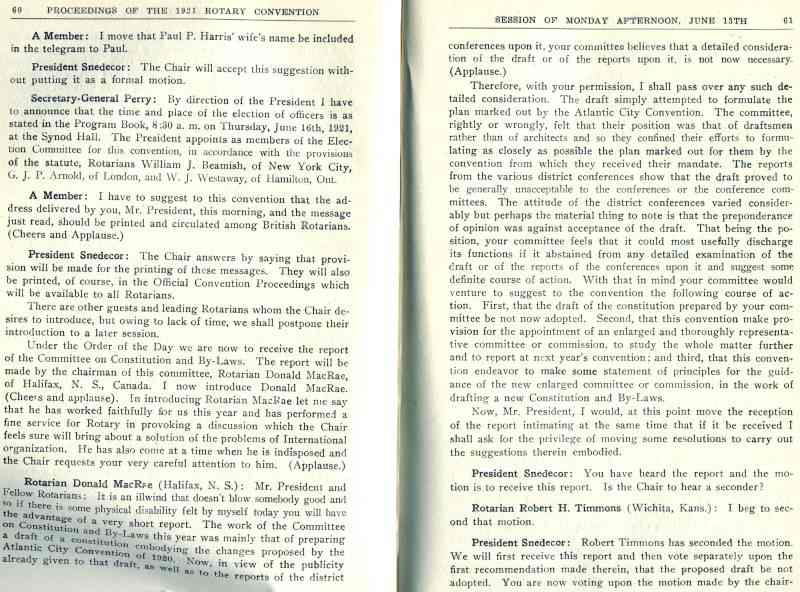 60 PROCEEDINGS OF THE 1921 ROTARY CONVENTION
A Member: I move that Paul P. Harris' wife's name be included
in the telegram to Paul.
President Snedecor: The Chair will accept this suggestion with-
out putting it as a formal motion.
Secretary-General Perry: By direction of the President I have
to announce that the time and place of the election of officers is as
stated in the Program Book, 8:30 a. m. on Thursday, June 16th, 1921,
at the Synod Hall. The President appoints as members of the Elec-
tion Committee for this convention, in accordance with the provisions
of the statute, Rotarians William J. Beamish, of New York City,
G. J. P. Arnold, of London, and W. J. Westaway, of Hamilton, Ont.
A Member: I have to suggest to this convention that the ad-
dress delivered by you, Mr. President, this morning, and the message
just read, should be printed and circulated among British Rotarians.
(Cheers and Applause.)
President Snedecor: The Chair answers by saying that provi-
sion will be made for the printing of these messages. They will also
be printed, of course, in the Official Convention Proceedings which
will be available to all Rotarians.
There are other guests and leading Rotarians whom the Chair de-
sires to introduce, but owing to lack of time, we shall postpone their
introduction to a later session.
Under the Order of the Day we are now to receive the report
of the Committee on Constitution and By-Laws. The report will be
made by the chairman of this committee, Rotarian Donald MacRae,
of Halifax, N. S., Canada. I now introduce Donald MacRae.
(Cheers and applause). In introducing Rotarian MacRae let me say
that he has worked faithfully for us this year and has performed a
fine service for Rotary in provoking a discussion which the Chair
feels sure will bring about a solution of the problems of International
organization. He has also come at a time when he is indisposed and
the Chair requests your very careful attention to him. (Applause.)
Rotarian Donald MacRae (Halifax, N. S.): Mr. President and
Fellow Rotarians: It is an illwind that doesn't blow somebody good and
so if there is some physical disability felt by myself today you will have
the advantage of a very short report. The work of the Committee
on Constitution and By-Laws this year was mainly that of preparing
a draft of a constitution embodying the changes proposed by the
Atlantic City Convention of 1920. Now, in view of the publicity
already given to that draft, as well as to the reports of the district
SESSION OF MONDAY AFTERNOON, JUNE 13TH 61
conferences upon it, your committee believes that a detailed considera-
tion of the draft or of the reports upon it, is not now necessary.
(Applause.)
Therefore, with your permission, I shall pass over any such de-
tailed consideration. The draft simply attempted to formulate the
plan marked out by the Atlantic City Convention. The committee,
rightly or wrongly, felt that their position was that of draftsmen
rather than of architects and so they confined their efforts to formu-
lating as closely as possible the plan marked out for them by the
convention from which they received their mandate. The reports
from the various district conferences show that the draft proved to
be generally unacceptable to the conferences or the conference com-
mittees. The attitude of the district conferences varied consider-
ably but perhaps the material thing to note is that the preponderance
of opinion was against acceptance of the draft. That being the po-
sition, your committee feels that it could most usefully discharge
its functions if it abstained from any detailed examination of the
draft or of the reports of the conferences upon it and suggest some
definite course of action. With that in mind your committee would
venture to suggest to the convention the following course of ac-
tion. First, that the draft of the constitution prepared by your com-
mittee be not now adopted. Second, that this convention make pro-
vision for the appointment of an enlarged and thoroughly representa-
tive committee or commission, to study the whole matter further
and to report at next year's convention; and third, that this conven-
tion endeavor to make some statement of principles for the guid-
ance of the new enlarged committee or commission, in the work of
drafting a new Constitution and By-Laws.
Now, Mr. President, I would, at this point move the reception
of the report intimating at the same time that if it be received I
shall ask for the privilege of moving some resolutions to carry out
the suggestions therein embodied.
President Snedecor: You have heard the report and the mo-
tion is to receive this report. Is the Chair to hear a seconder?
Rotarian Robert H. Timmons (Wichita, Kans.): I beg to sec-
ond that motion.
President Snedecor: Robert Timmons has seconded the motion.
We will first receive this report and then vote separately upon the
first recommendation made therein, that the proposed draft be not
adopted. You are now voting upon the motion made by the chair-